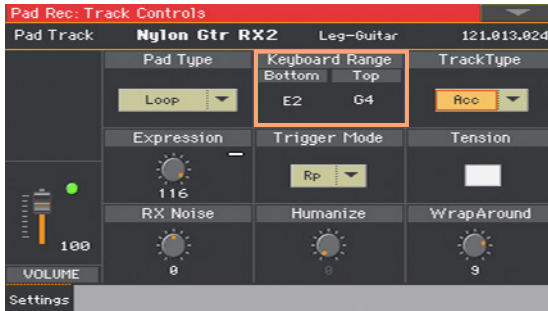 Pad Rec: Track Controls
Pad Track Nylon Gtr RX2 Leg-Guitar 121.013.024
Pad Type Keyboard Range TrackType
Bottom Top
Loop E2 G4 Acc
Expression Trigger Mode Tension
Rp
116
RX Noise Humanize WrapAround
100
VOLUME 0 0 9
Settings